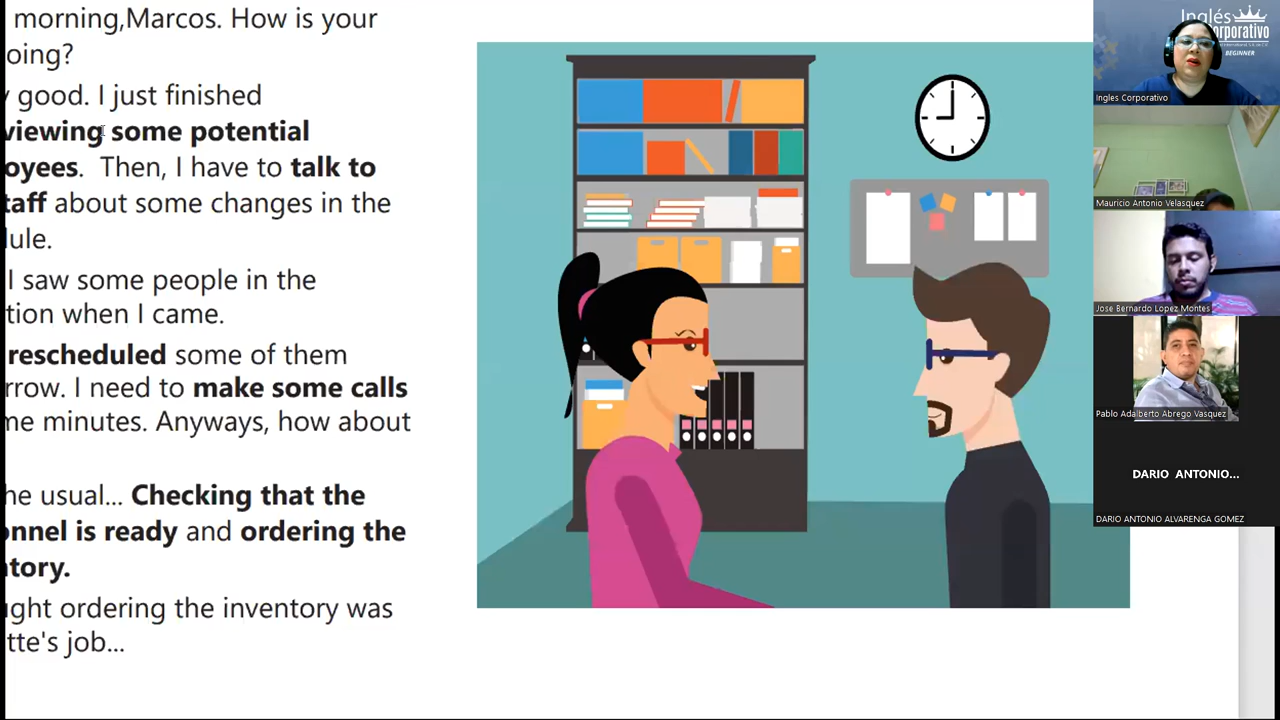 morning,Marcos. How is your
oing?
good. I just finished
viewing some potential
oyees. Then, I have to talk to
taff about some changes in the
lule.
I saw some people in the
tion when I came.
rescheduled some of them
rrow. I need to make some calls
me minutes. Anyways, how about
he usual... Checking that the
onnel is ready and ordering the
tory.
ught ordering the inventory was
tte's job...
Inglés
Corporativo
BEGINNER
Ingles Corporativo
Mauricio Antonio Velasquez
Jose Bernardo Lopez Montes
Pablo Adalberto Abrego Vasquez
DARIO ANTONIO...
DARIO ANTONIO ALVARENGA GOMEZ